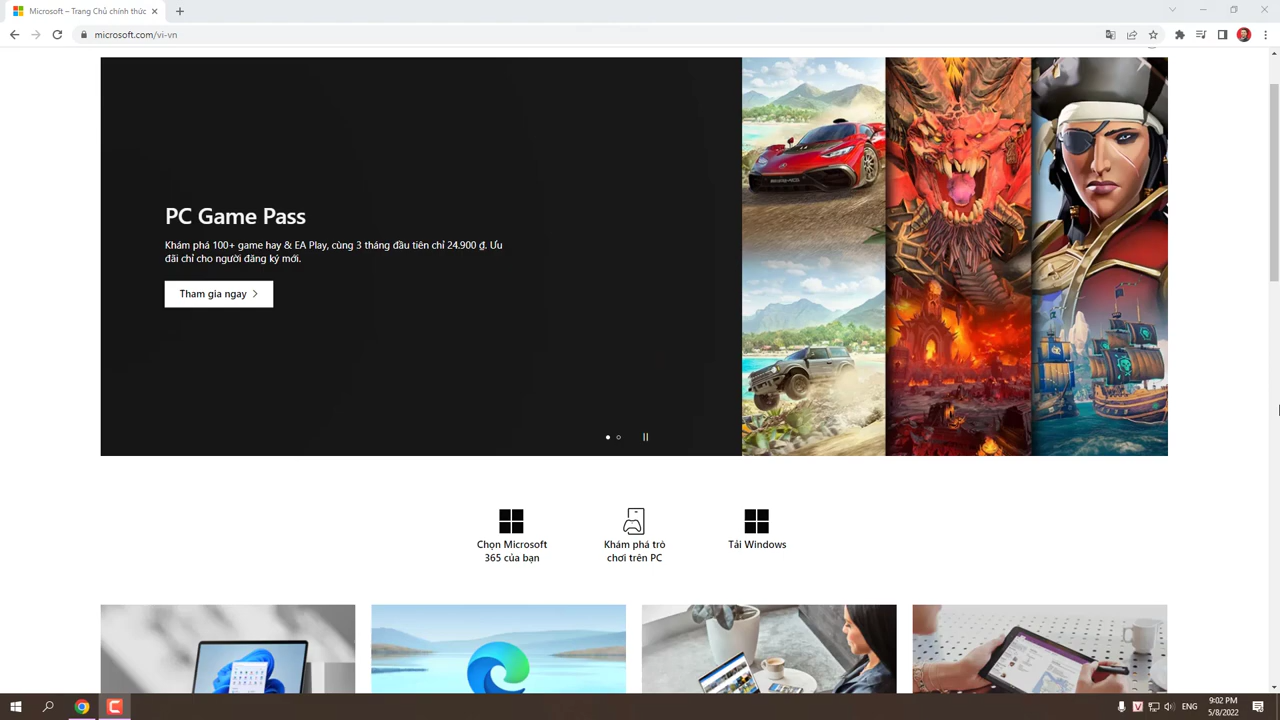 Microsoft – Trang Chủ chính thức
microsoft.com/vi-vn
PC Game Pass
Khám phá 100+ game hay & EA Play, cùng 3 tháng đầu tiên chỉ 24.900 ₫. Ưu
đãi chỉ cho người đăng ký mới.
Tham gia ngay
Chọn Microsoft
365 của bạn
Khám phá trò
chơi trên PC
Tải Windows
V
ENG
9:02 PM
5/8/2022